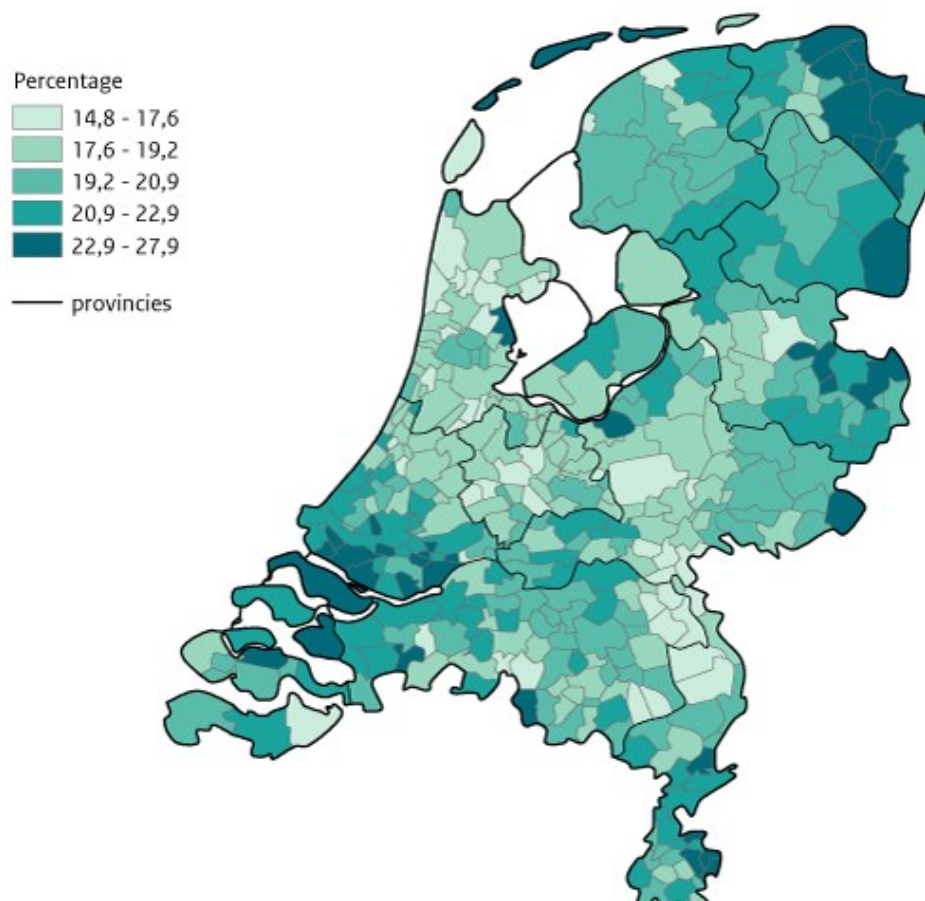 Percentage
14,8 - 17,6
17,6 - 19,2
19,2 - 20,9
20,9 - 22,9
22,9 - 27,9
provincies